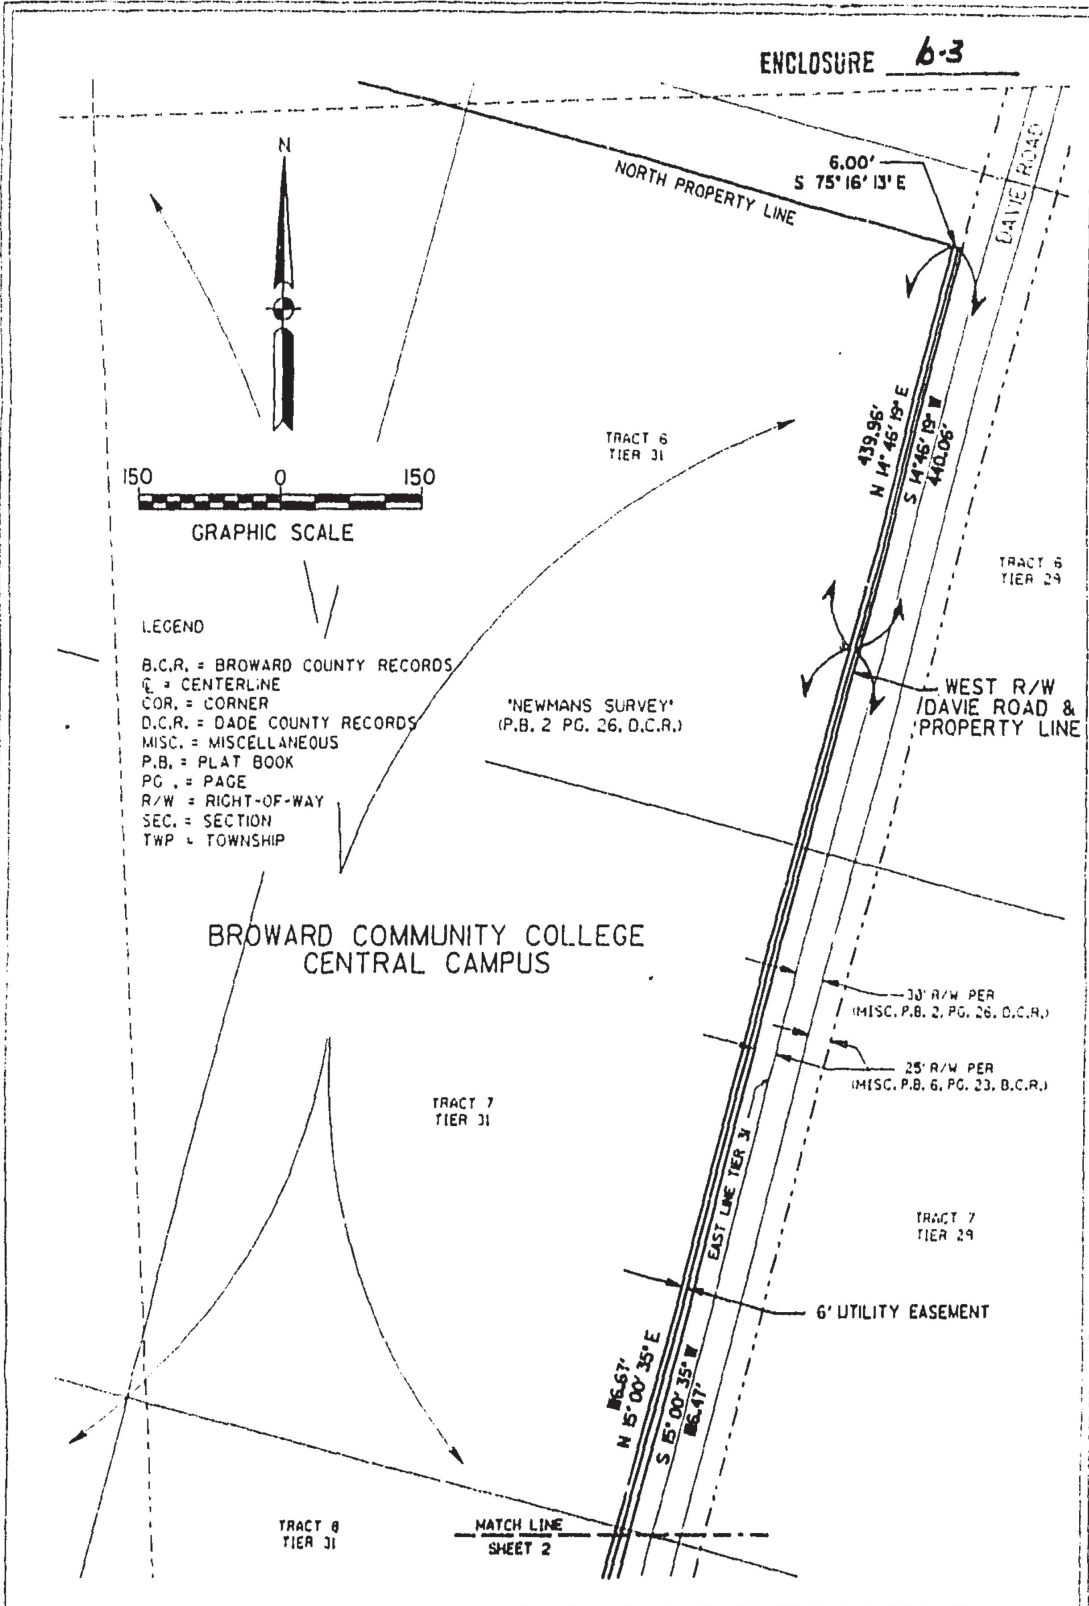 ENCLOSURE 6-3
N
NORTH PROPERTY LINE
6.00'
S 75° 16' 13" E
DAVIE ROAD
439.96'
N 14° 46' 19" E
S 14° 46' 19" W
440.06'
TRACT 6
TIER 31
150 0 150
GRAPHIC SCALE
TRACT 6
TIER 29
LEGEND
B.C.R. = BROWARD COUNTY RECORDS
℄ = CENTERLINE
COR. = CORNER
D.C.R. = DADE COUNTY RECORDS
MISC. = MISCELLANEOUS
P.B. = PLAT BOOK
PG. = PAGE
R/W = RIGHT-OF-WAY
SEC. = SECTION
TWP = TOWNSHIP
"NEWMANS SURVEY"
(P.B. 2 PG. 26, D.C.R.)
WEST R/W
DAVIE ROAD &
PROPERTY LINE
BROWARD COMMUNITY COLLEGE
CENTRAL CAMPUS
30' R/W PER
(MISC. P.B. 2, PG. 26, D.C.R.)
25' R/W PER
(MISC. P.B. 6, PG. 23, B.C.R.)
TRACT 7
TIER 31
EAST LINE TIER 31
TRACT 7
TIER 29
6' UTILITY EASEMENT
N 15° 00' 35" E
S 15° 00' 35" W
TRACT 8
TIER 31
MATCH LINE
SHEET 2